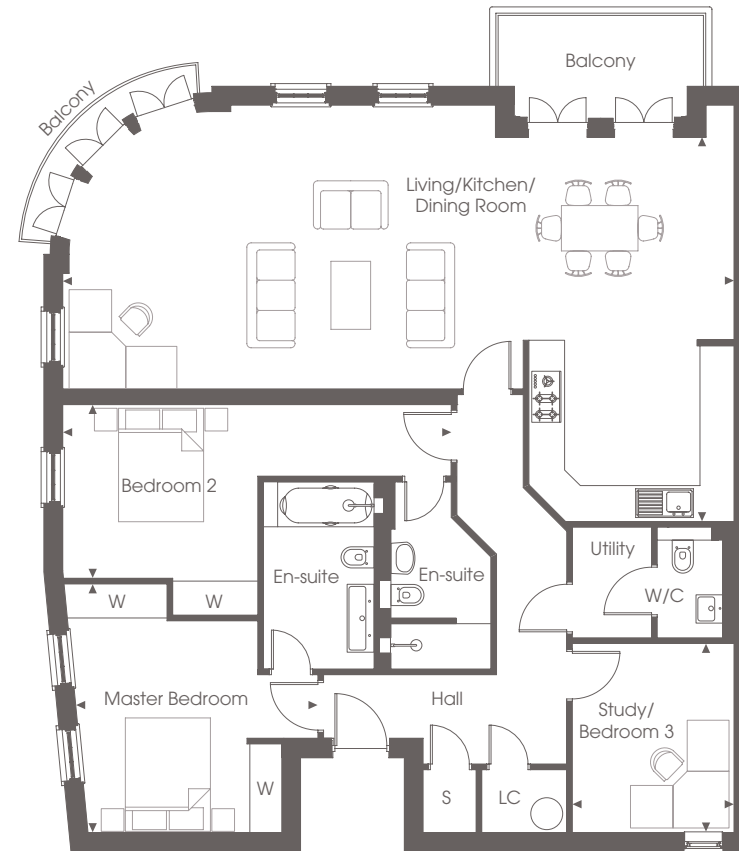 Balcony
Balcony
Living/Kitchen/
Dining Room
Bedroom 2
Utility
En-suite
En-suite
W/C
W
W
Master Bedroom
Hall
Study/
Bedroom 3
W
S
LC